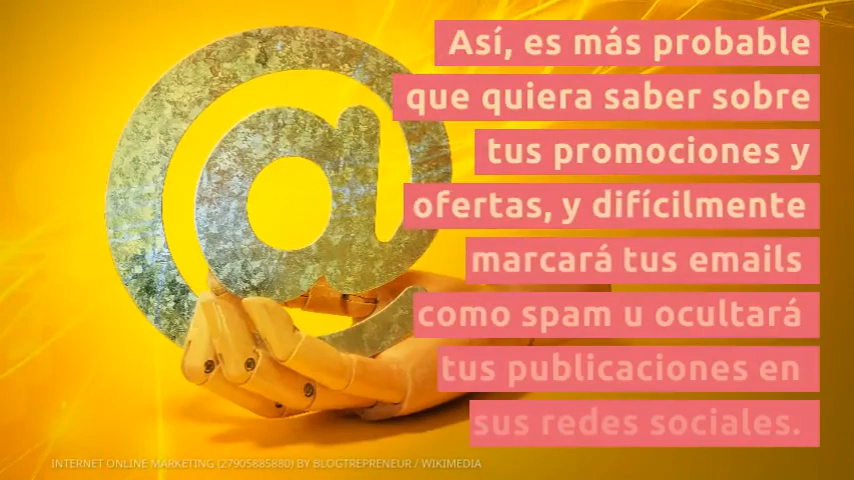 Así, es más probable
que quiera saber sobre
tus promociones y
ofertas, y difícilmente
marcará tus emails
como spam u ocultará
tus publicaciones en
sus redes sociales.
INTERNET ONLINE MARKETING (27905885880) BY BLOGTREPRENEUR / WIKIMEDIA